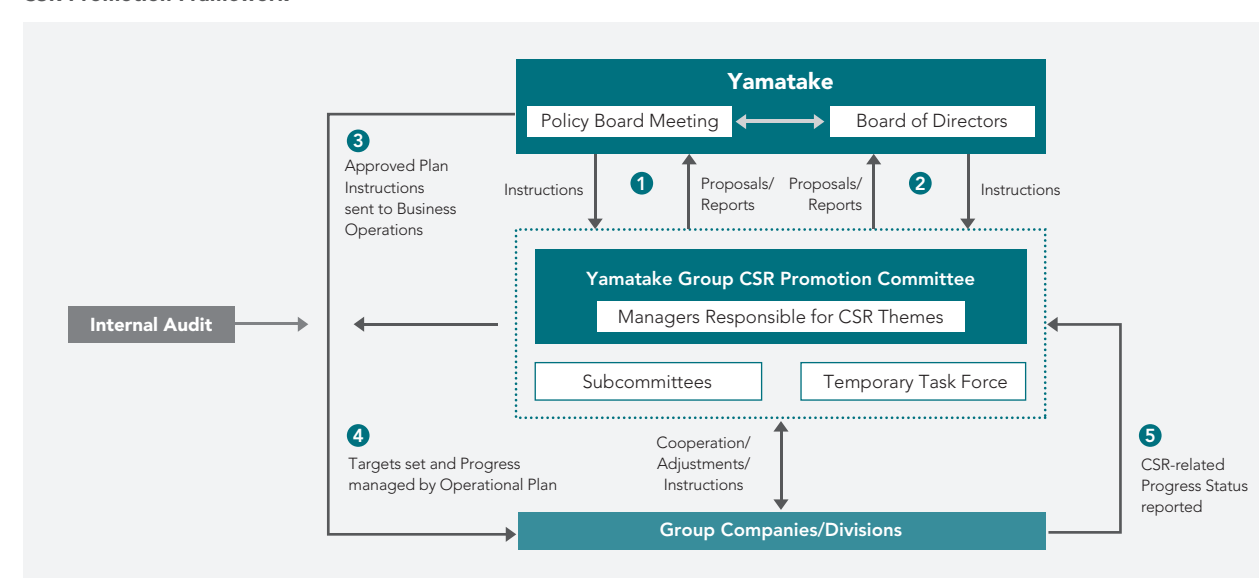 Yamatake
Policy Board Meeting
Board of Directors
3
Approved Plan
Instructions
sent to Business
Operations
Instructions
1
Proposals/
Reports
Proposals/
Reports
2
Instructions
Yamatake Group CSR Promotion Committee
Managers Responsible for CSR Themes
Internal Audit
Subcommittees
Temporary Task Force
4
Targets set and Progress
managed by Operational Plan
Cooperation/
Adjustments/
Instructions
5
CSR-related
Progress Status
reported
Group Companies/Divisions